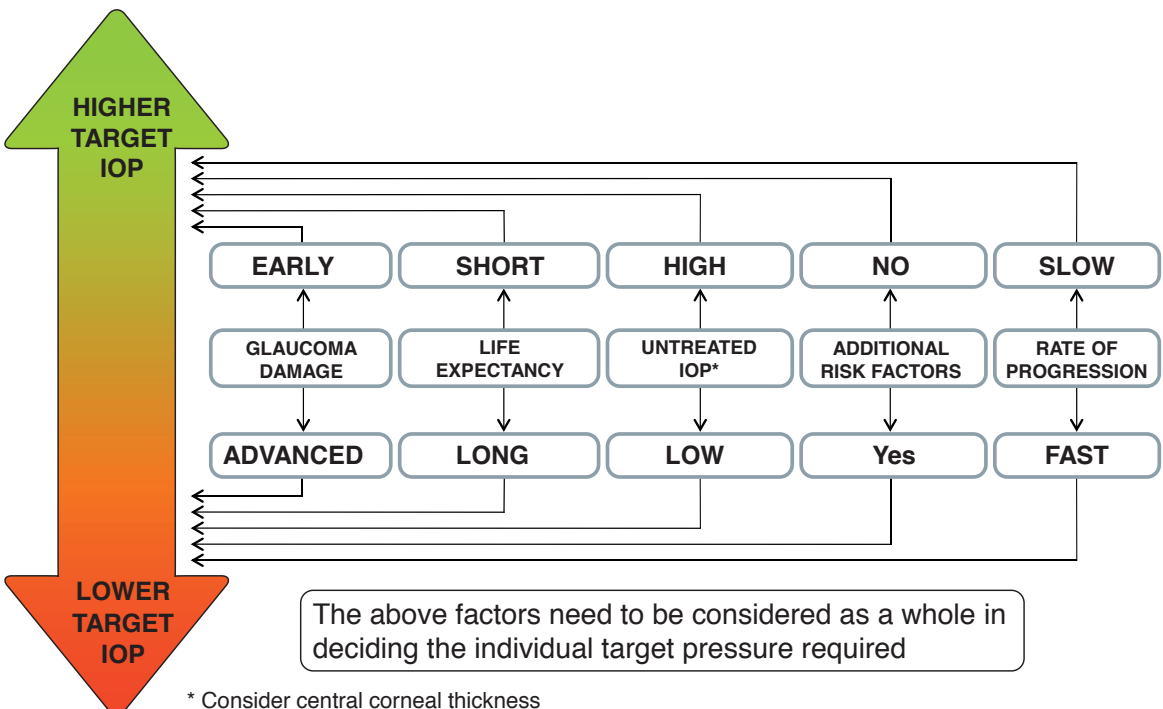 HIGHER
TARGET
IOP
EARLY
SHORT
HIGH
NO
SLOW
GLAUCOMA
DAMAGE
LIFE
EXPECTANCY
UNTREATED
IOP*
ADDITIONAL
RISK FACTORS
RATE OF
PROGRESSION
ADVANCED
LONG
LOW
Yes
FAST
LOWER
TARGET
IOP
The above factors need to be considered as a whole in
deciding the individual target pressure required
* Consider central corneal thickness